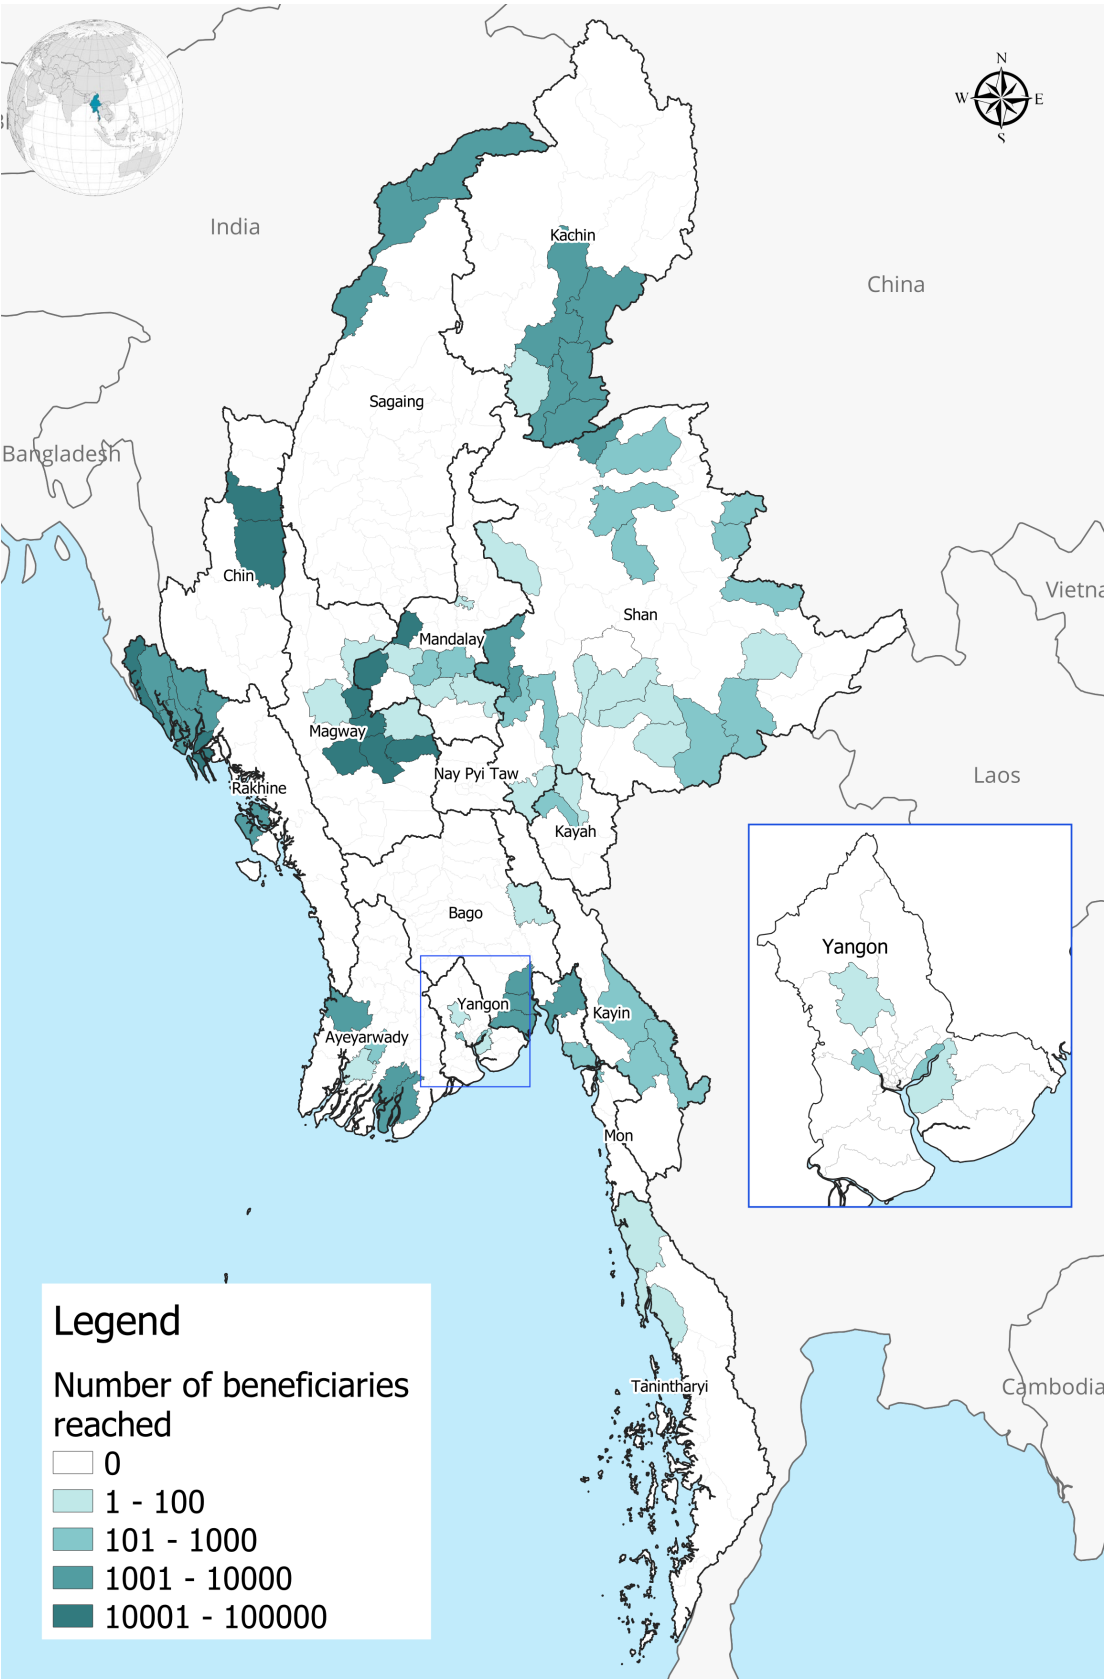 N
W
E
S
India
Kachin
China
Sagaing
Bangladesh
Chin
Vietna
Shan
Mandalay
Magway
Nay Pyi Taw
Laos
Rakhine
Kayah
Bago
Yangon
Yangon
Kayin
Ayeyarwady
Mon
Tanintharyi
Cambodia
Legend
Number of beneficiaries
reached
0
1 - 100
101 - 1000
1001 - 10000
10001 - 100000